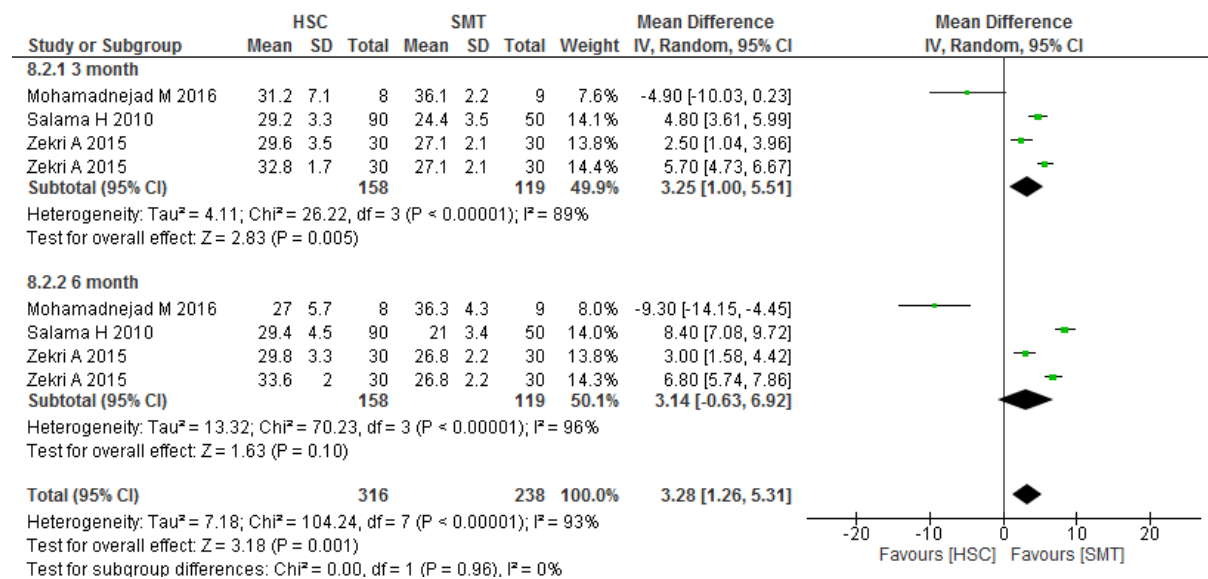 HSC SMT Mean Difference Mean Difference
Study or Subgroup Mean SD Total Mean SD Total Weight IV, Random, 95% CI IV, Random, 95% CI
8.2.1 3 month
Mohamadnejad M 2016 31.2 7.1 8 36.1 2.2 9 7.6% -4.90 [-10.03, 0.23]
Salama H 2010 29.2 3.3 90 24.4 3.5 50 14.1% 4.80 [3.61, 5.99]
Zekri A 2015 29.6 3.5 30 27.1 2.1 30 13.8% 2.50 [1.04, 3.96]
Zekri A 2015 32.8 1.7 30 27.1 2.1 30 14.4% 5.70 [4.73, 6.67]
Subtotal (95% CI) 158 119 49.9% 3.25 [1.00, 5.51]
Heterogeneity: Tau² = 4.11; Chi² = 26.22, df = 3 (P < 0.00001); I² = 89%
Test for overall effect: Z = 2.83 (P = 0.005)
8.2.2 6 month
Mohamadnejad M 2016 27 5.7 8 36.3 4.3 9 8.0% -9.30 [-14.15, -4.45]
Salama H 2010 29.4 4.5 90 21 3.4 50 14.0% 8.40 [7.08, 9.72]
Zekri A 2015 29.8 3.3 30 26.8 2.2 30 13.8% 3.00 [1.58, 4.42]
Zekri A 2015 33.6 2 30 26.8 2.2 30 14.3% 6.80 [5.74, 7.86]
Subtotal (95% CI) 158 119 50.1% 3.14 [-0.63, 6.92]
Heterogeneity: Tau² = 13.32; Chi² = 70.23, df = 3 (P < 0.00001); I² = 96%
Test for overall effect: Z = 1.63 (P = 0.10)
Total (95% CI) 316 238 100.0% 3.28 [1.26, 5.31]
Heterogeneity: Tau² = 7.18; Chi² = 104.24, df = 7 (P < 0.00001); I² = 93%
Test for overall effect: Z = 3.18 (P = 0.001)
Test for subgroup differences: Chi² = 0.00, df = 1 (P = 0.96), I² = 0%
-20 -10 0 10 20
Favours [HSC] Favours [SMT]